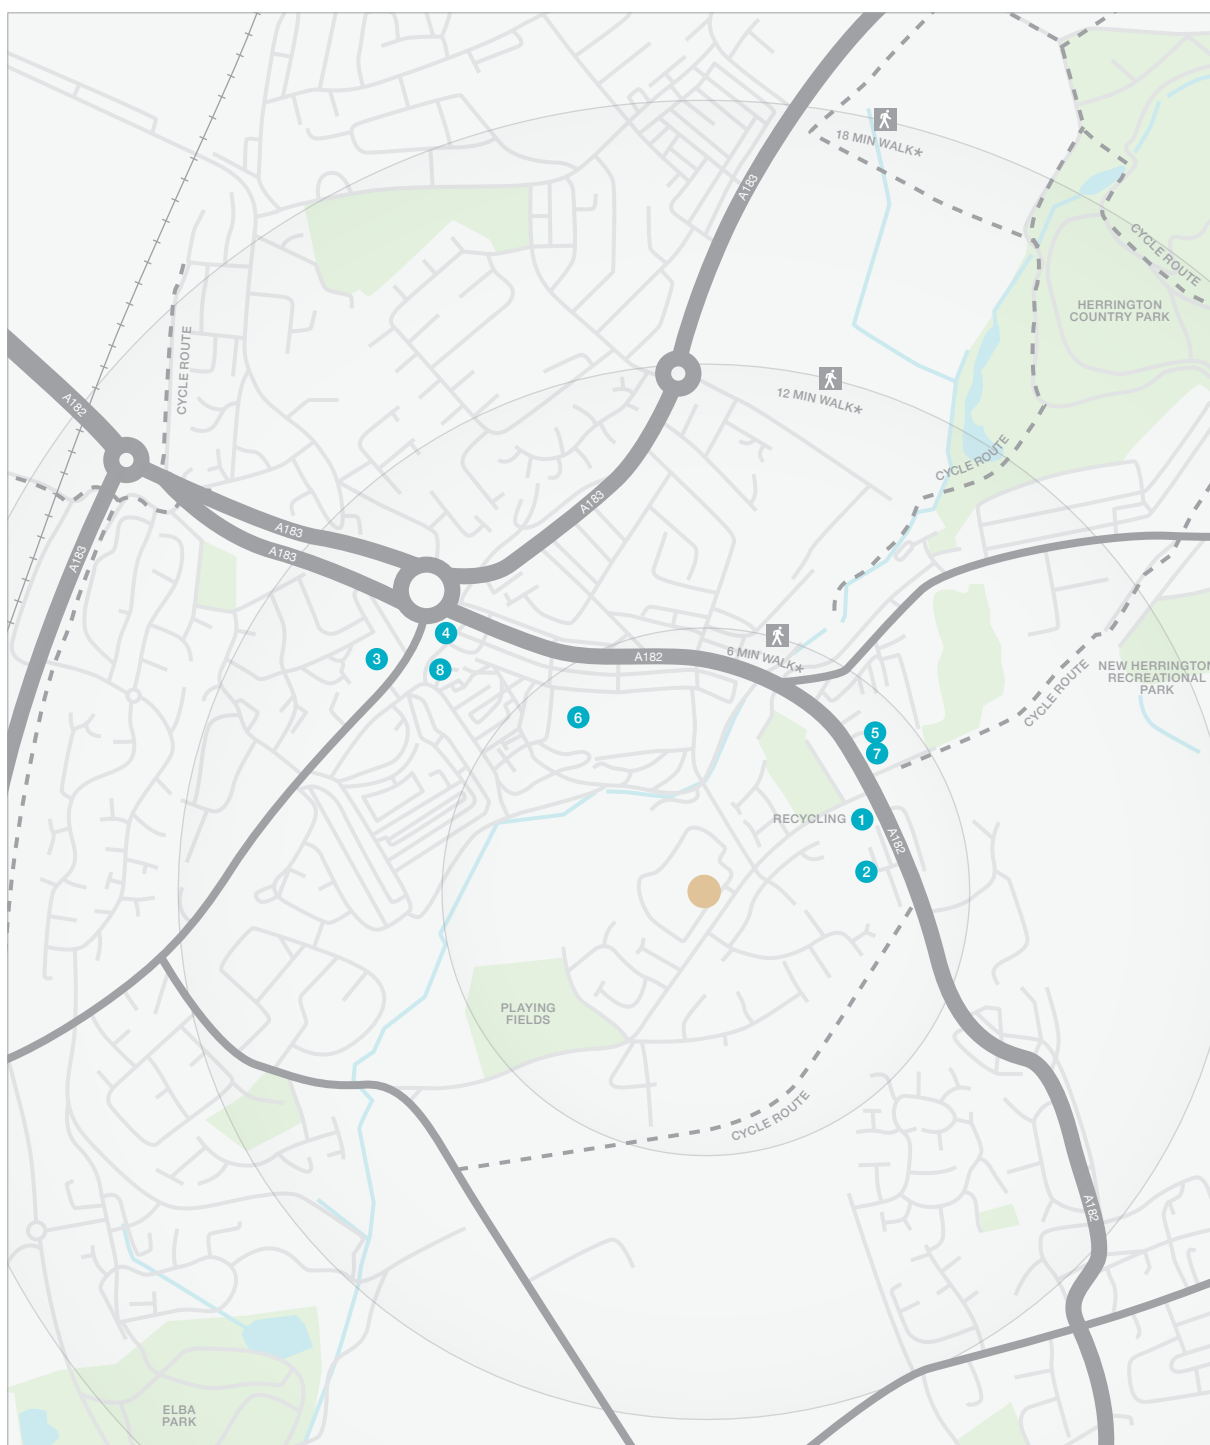 18 MIN WALK*
A183
CYCLE ROUTE
HERRINGTON
COUNTRY PARK
CYCLE ROUTE
12 MIN WALK*
A182
CYCLE ROUTE
A183
A183
A183
A183
4
6 MIN WALK*
A182
3
8
NEW HERRINGTON
RECREATIONAL
PARK
CYCLE ROUTE
6
5
7
RECYCLING 1
A182
2
PLAYING
FIELDS
CYCLE ROUTE
A182
ELBA
PARK